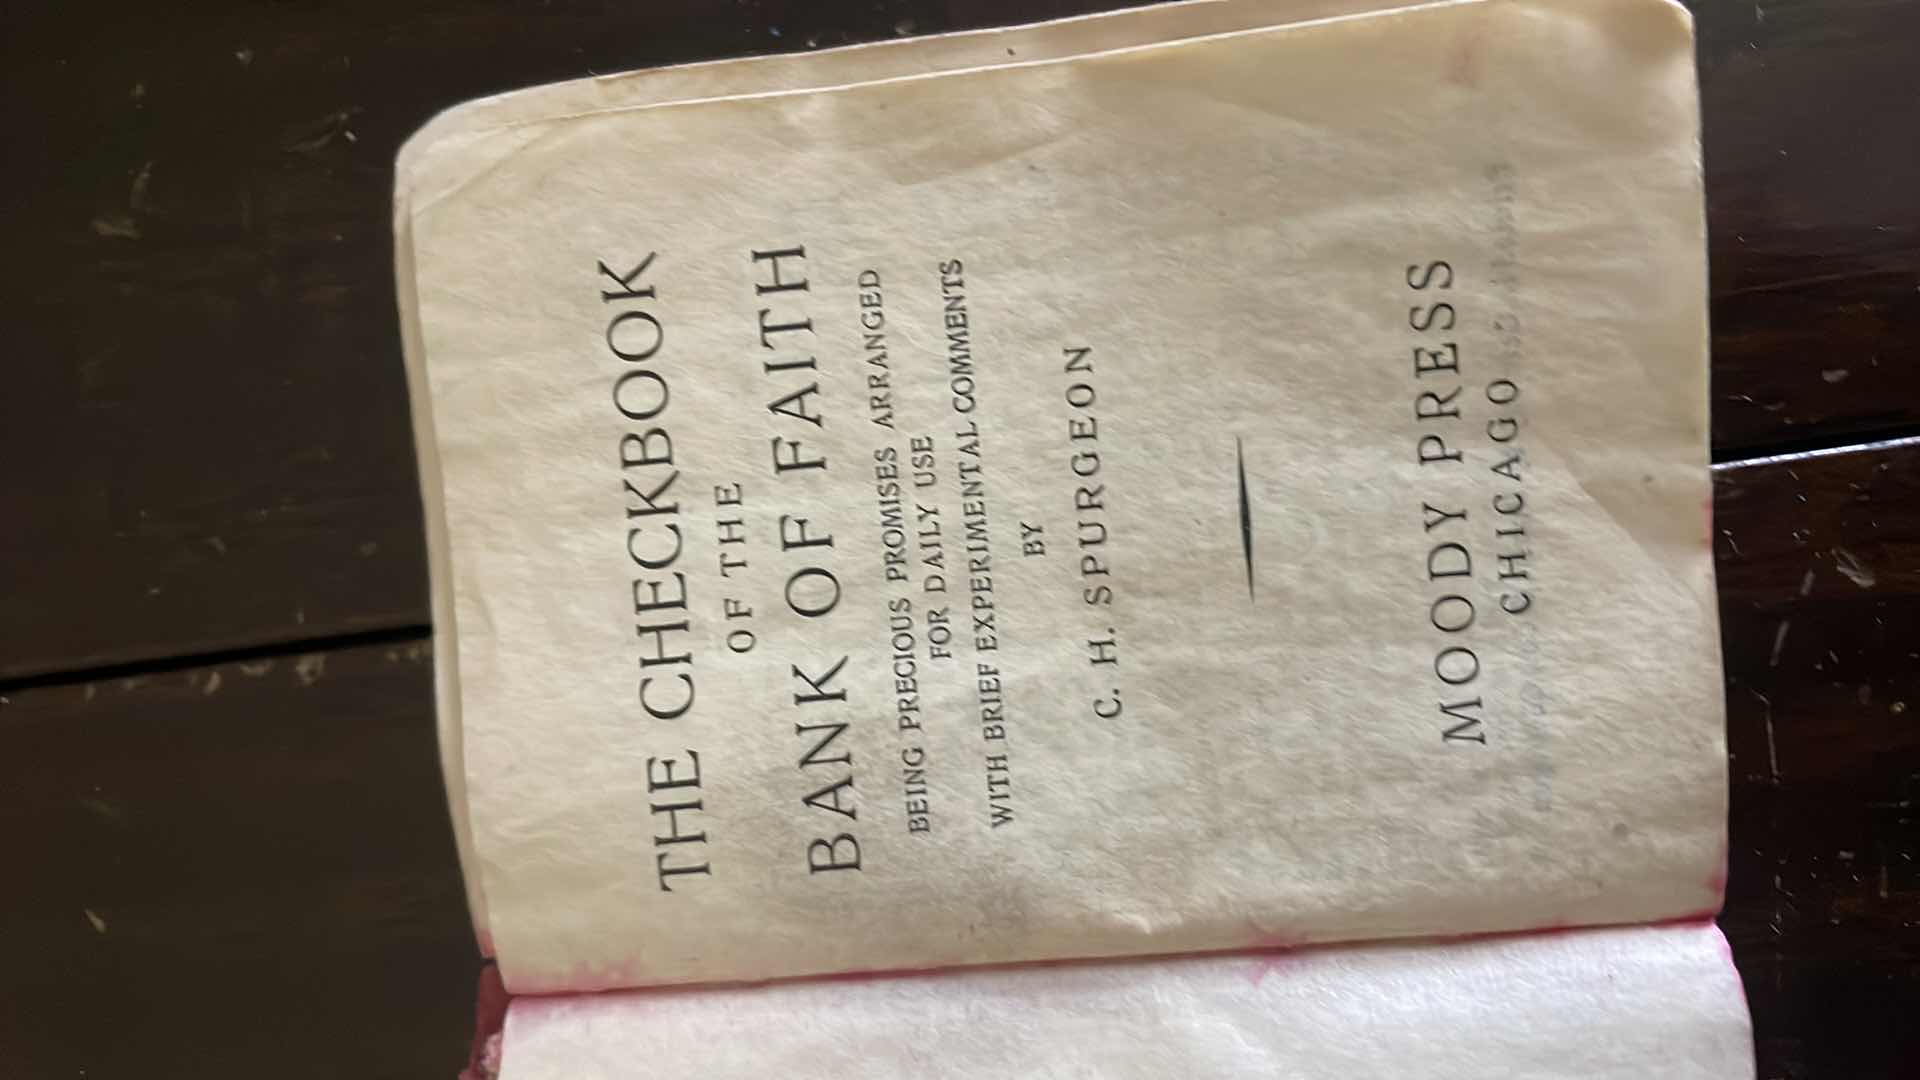 THE CHECKBOOK
OF THE
BANK OF FAITH
BEING PRECIOUS PROMISES ARRANGED
FOR DAILY USE
WITH BRIEF EXPERIMENTAL COMMENTS
BY
C. H. SPURGEON
MOODY PRESS
CHICAGO